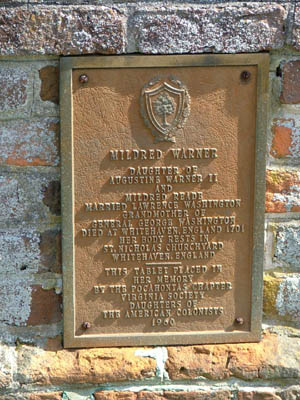 MILDRED WARNER
DAUGHTER OF
AUGUSTINE WARNER II
AND
MILDRED READE
MARRIED LAWRENCE WASHINGTON
GRANDMOTHER OF
GENERAL GEORGE WASHINGTON
DIED AT WHITEHAVEN, ENGLAND 1701
HER BODY RESTS IN
ST. NICHOLAS CHURCHYARD
WHITEHAVEN, ENGLAND
THIS TABLET PLACED IN
HER MEMORY
BY THE POCAHONTAS CHAPTER
VIRGINIA SOCIETY
DAUGHTERS OF
THE AMERICAN COLONISTS
1960